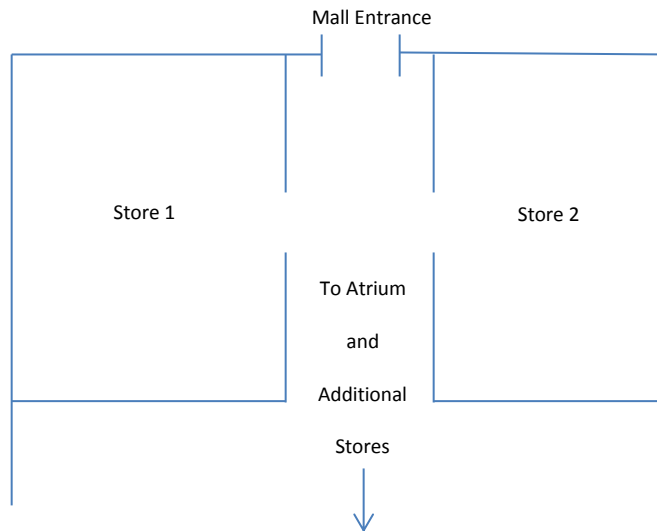 Mall Entrance
Store 1
Store 2
To Atrium
and
Additional
Stores